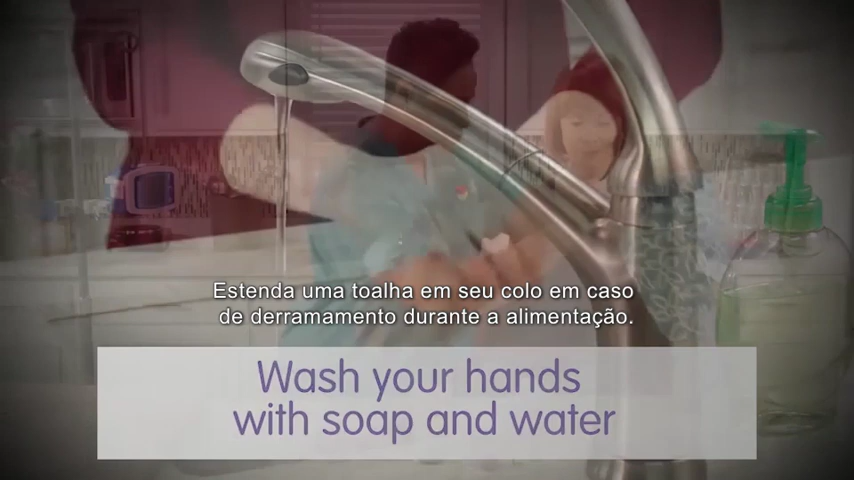 Estenda uma toalha em seu colo em caso
de derramamento durante a alimentação.
Wash your hands
with soap and water